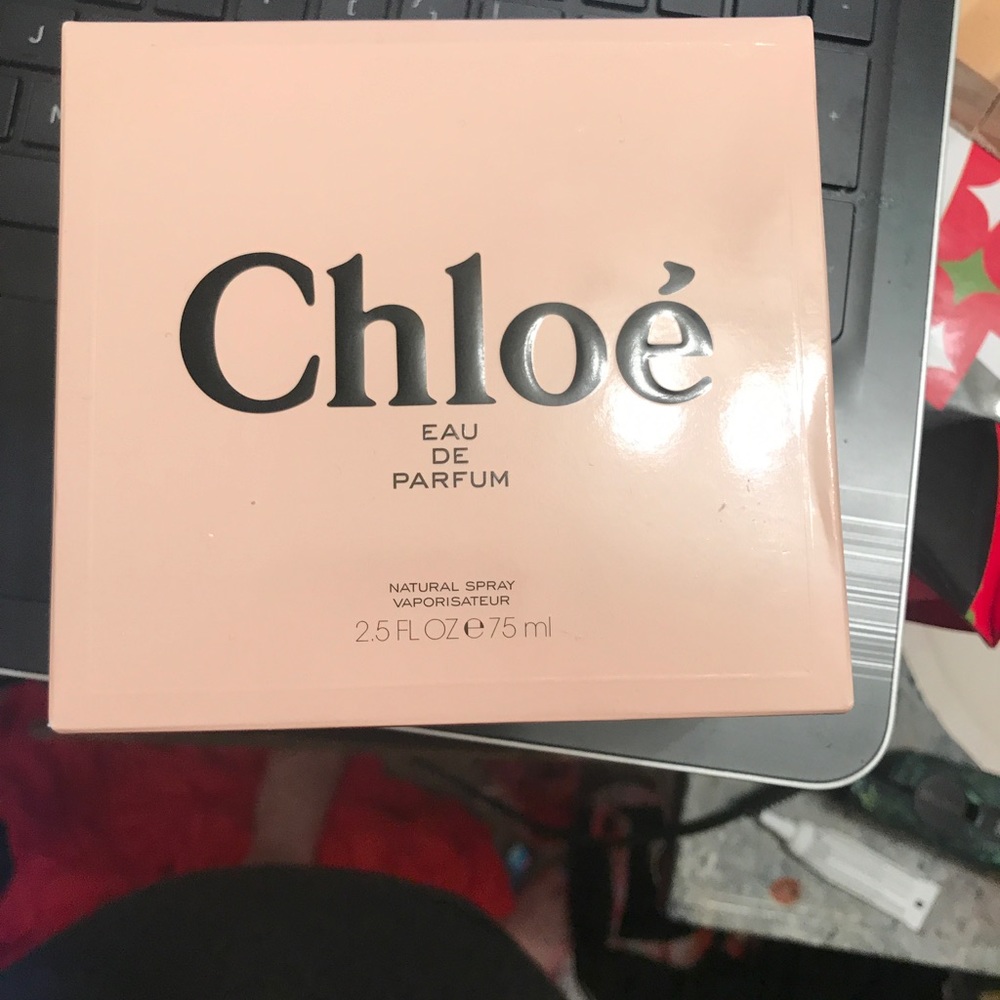 J
N
+
Chloé
EAU
DE
PARFUM
NATURAL SPRAY
VAPORISATEUR
2.5 FL OZ e 75 ml